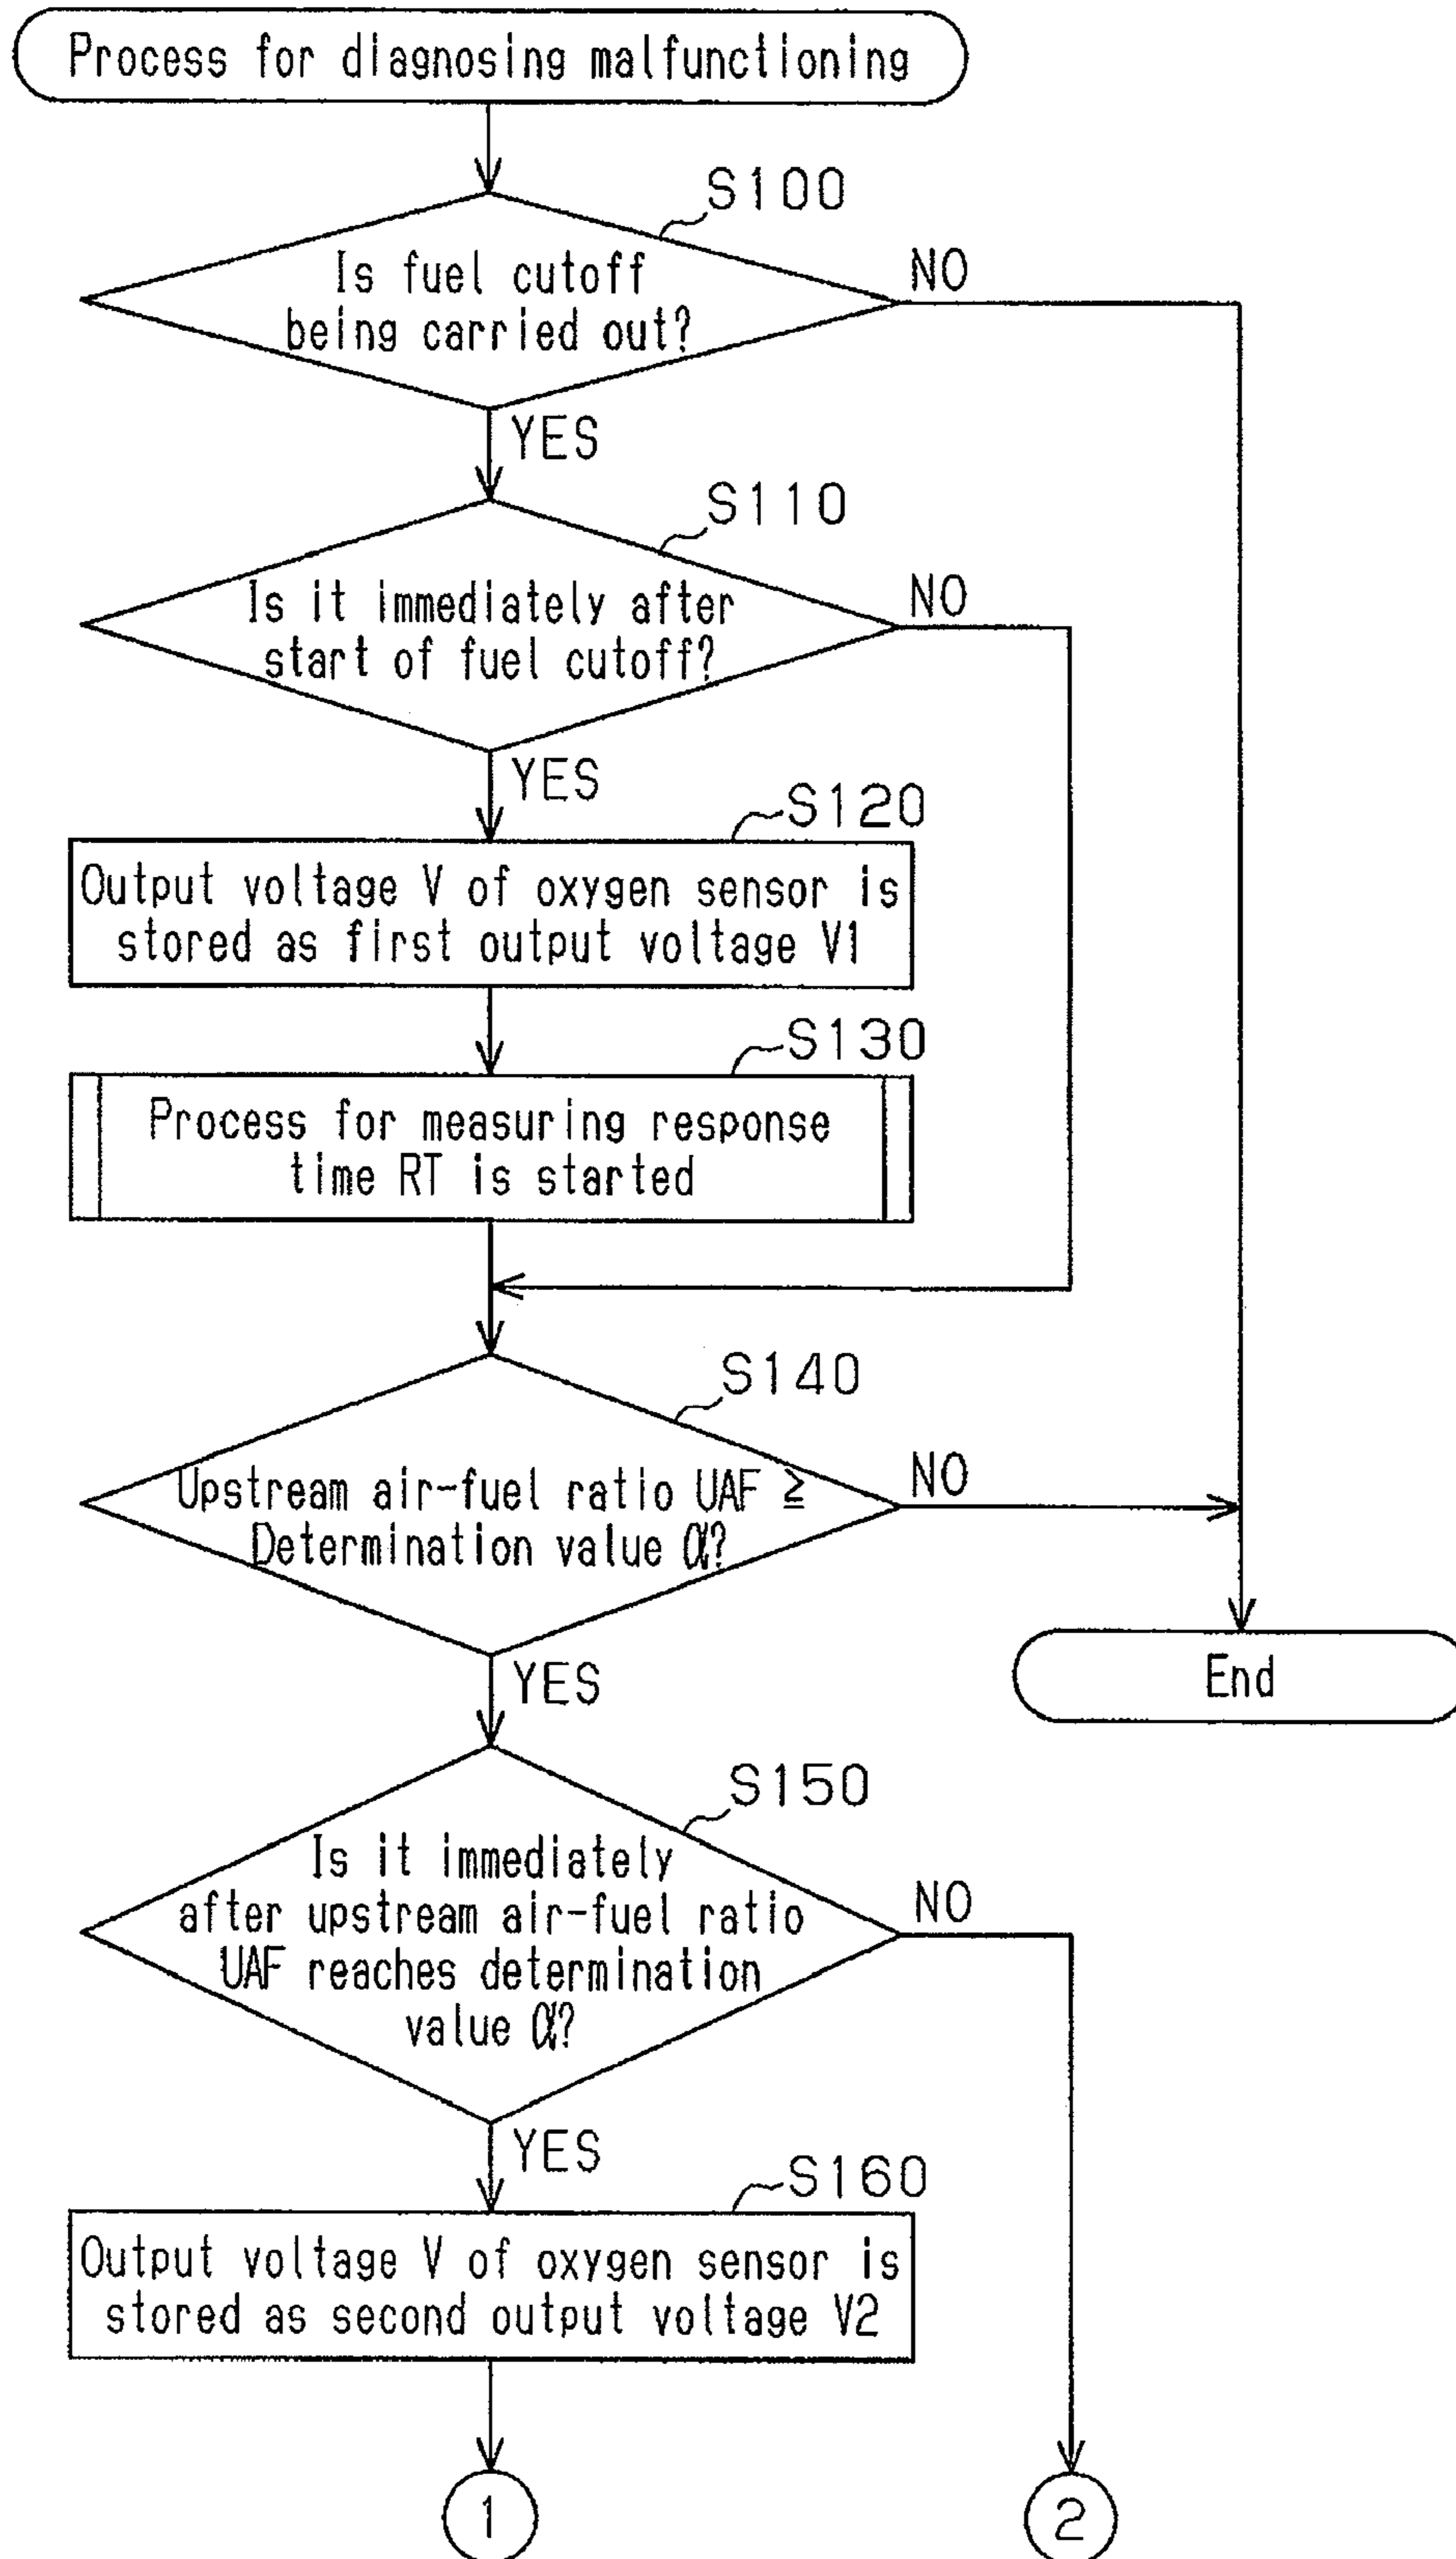 Process for diagnosing malfunctioning
S100
Is fuel cutoff
being carried out?
NO
YES
S110
Is it immediately after
start of fuel cutoff?
NO
YES
S120
Output voltage V of oxygen sensor is
stored as first output voltage V1
S130
Process for measuring response
time RT is started
S140
Upstream air-fuel ratio UAF ≧
Determination value α?
NO
YES
End
S150
Is it immediately
after upstream air-fuel ratio
UAF reaches determination
value α?
NO
YES
S160
Output voltage V of oxygen sensor is
stored as second output voltage V2
1
2